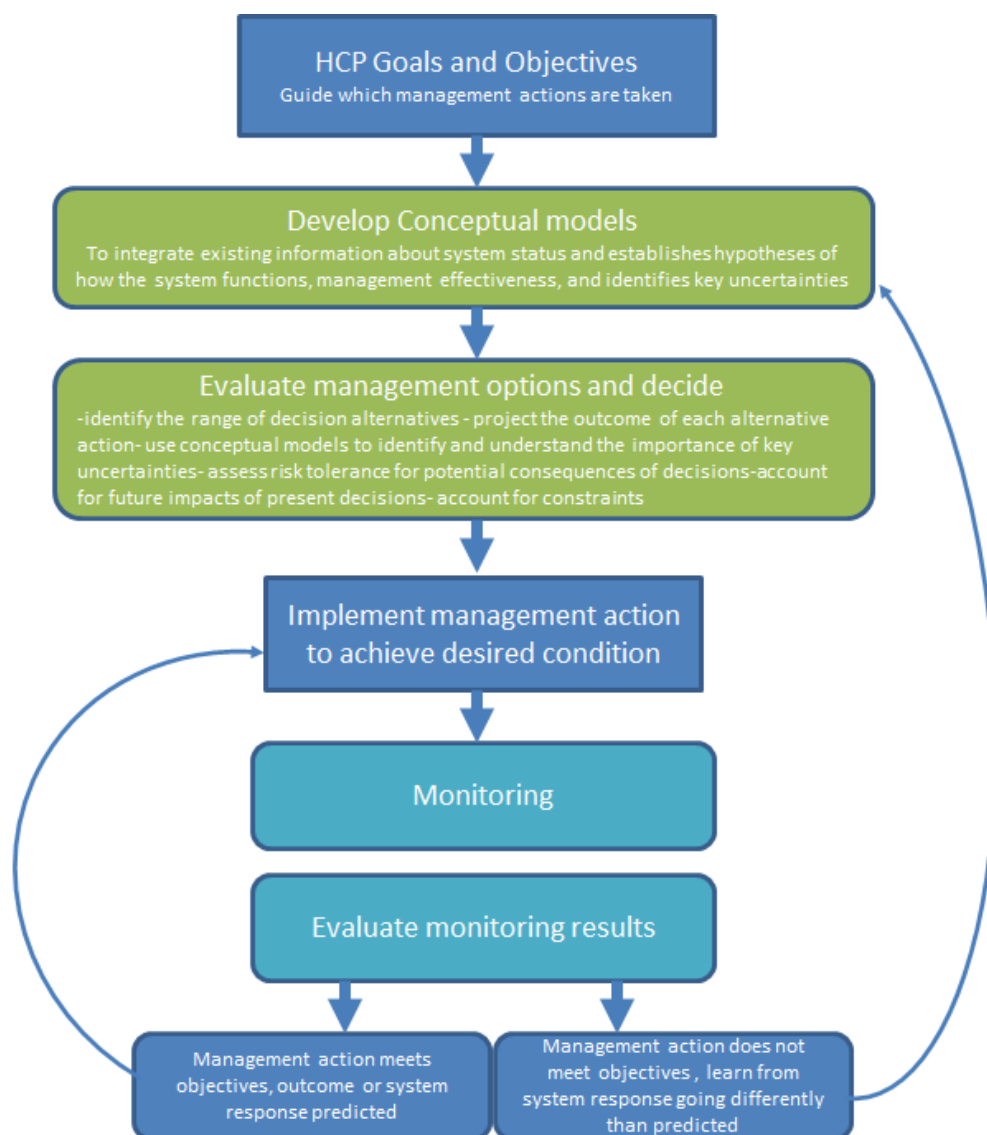 HCP Goals and Objectives
Guide which management actions are taken
Develop Conceptual models
To integrate existing information about system status and establishes hypotheses of
how the system functions, management effectiveness, and identifies key uncertainties
Evaluate management options and decide
-identify the range of decision alternatives - project the outcome of each alternative
action- use conceptual models to identify and understand the importance of key
uncertainties- assess risk tolerance for potential consequences of decisions-account
for future impacts of present decisions- account for constraints
Implement management action
to achieve desired condition
Monitoring
Evaluate monitoring results
Management action meets
objectives, outcome or system
response predicted
Management action does not
meet objectives , learn from
system response going differently
than predicted